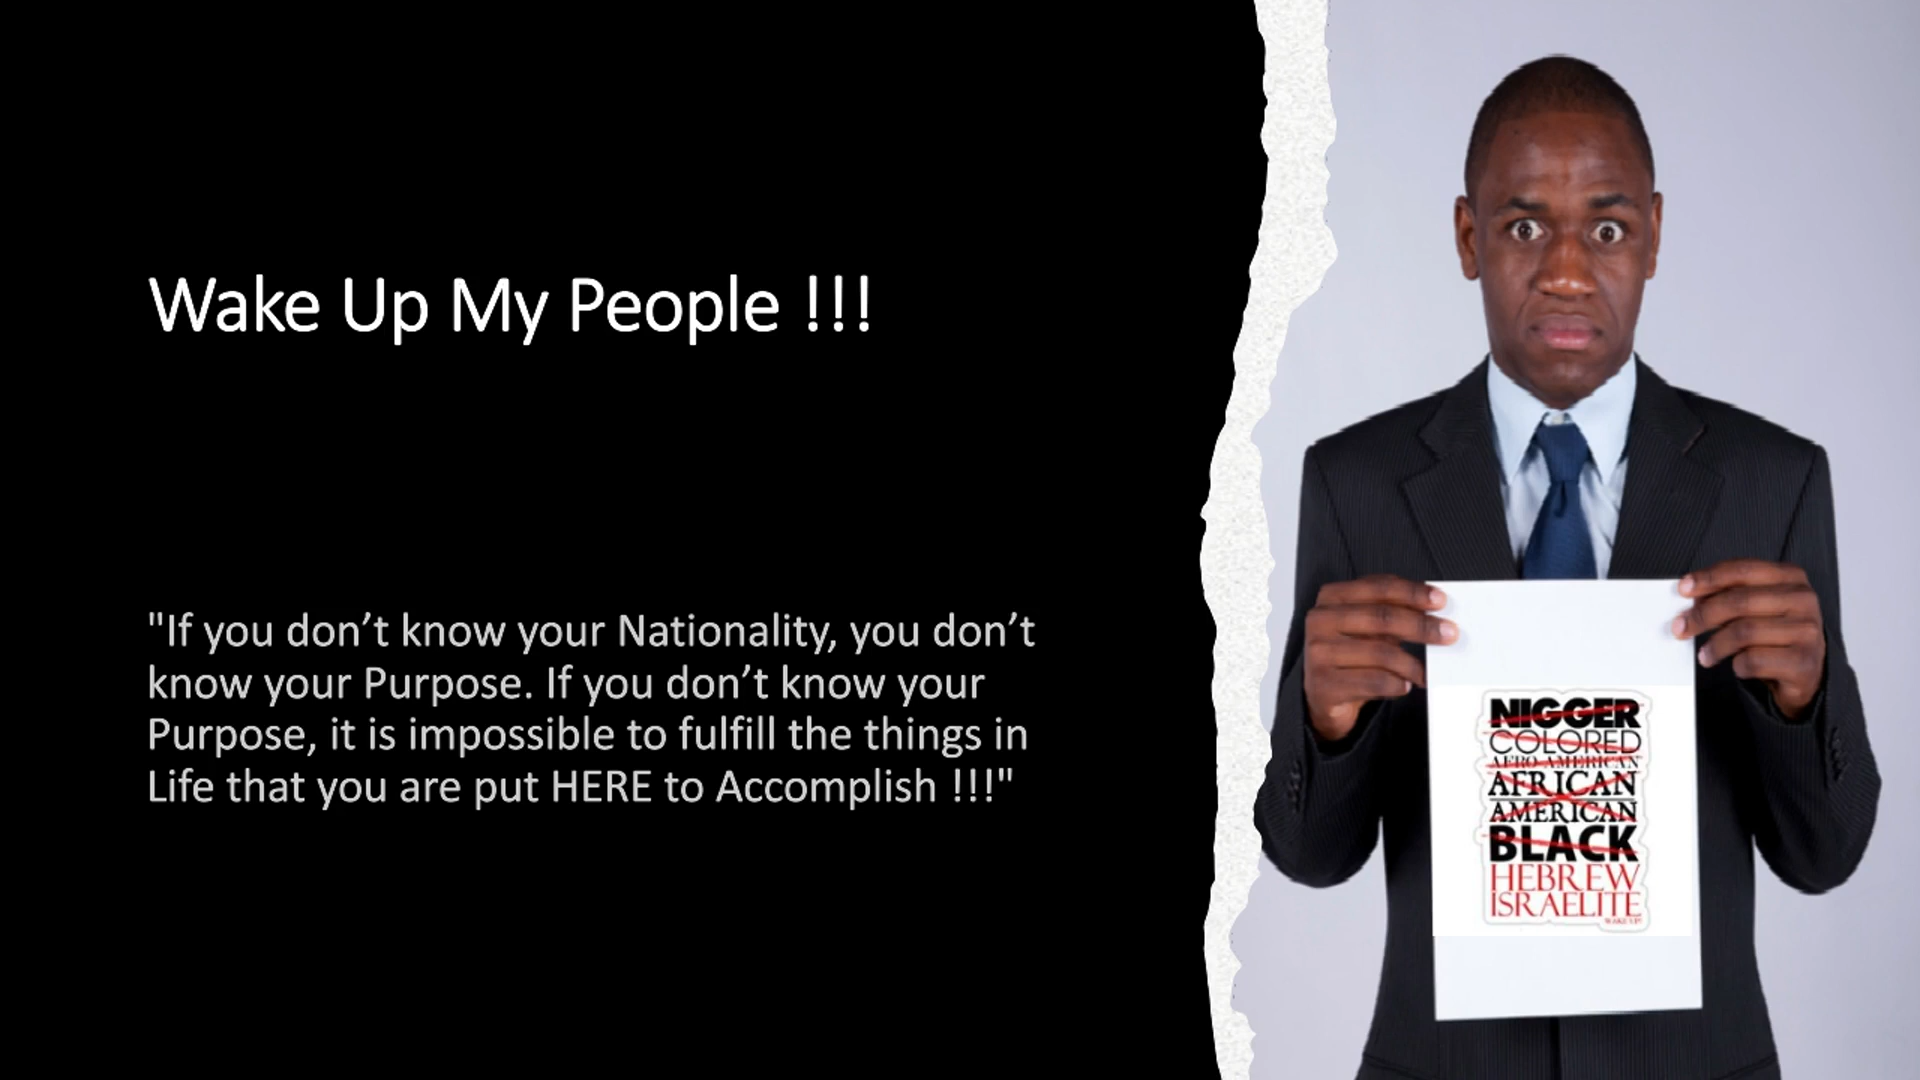 Wake Up My People !!!
"If you don’t know your Nationality, you don’t
know your Purpose. If you don’t know your
Purpose, it is impossible to fulfill the things in
Life that you are put HERE to Accomplish !!!"
NIGGER
COLORED
AFRO-AMERICAN
AFRICAN
AMERICAN
BLACK
HEBREW
ISRAELITE
WAKE UP!